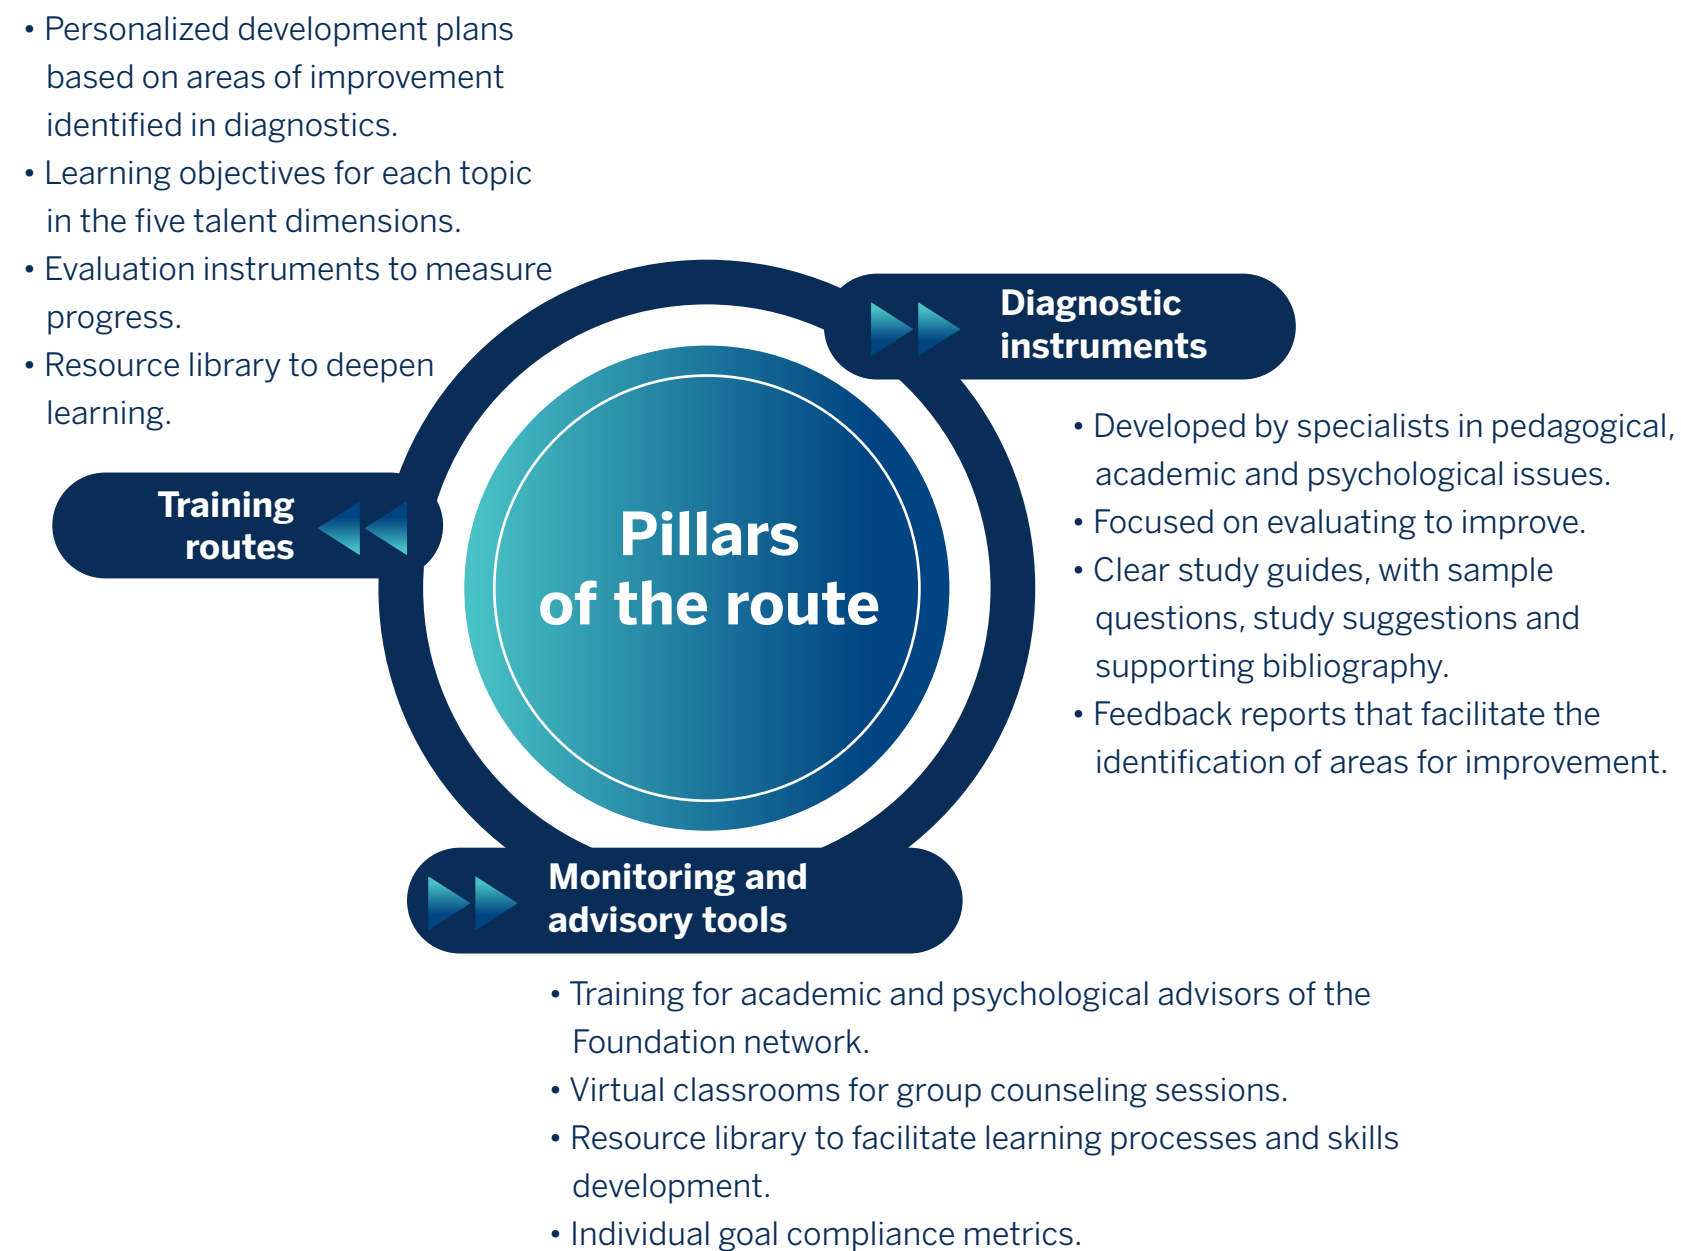 • Personalized development plans
based on areas of improvement
identified in diagnostics.
• Learning objectives for each topic
in the five talent dimensions.
• Evaluation instruments to measure
progress.
• Resource library to deepen
learning.
Training
routes
Pillars
of the route
Diagnostic
instruments
• Developed by specialists in pedagogical,
academic and psychological issues.
• Focused on evaluating to improve.
• Clear study guides, with sample
questions, study suggestions and
supporting bibliography.
• Feedback reports that facilitate the
identification of areas for improvement.
Monitoring and
advisory tools
• Training for academic and psychological advisors of the
Foundation network.
• Virtual classrooms for group counseling sessions.
• Resource library to facilitate learning processes and skills
development.
• Individual goal compliance metrics.